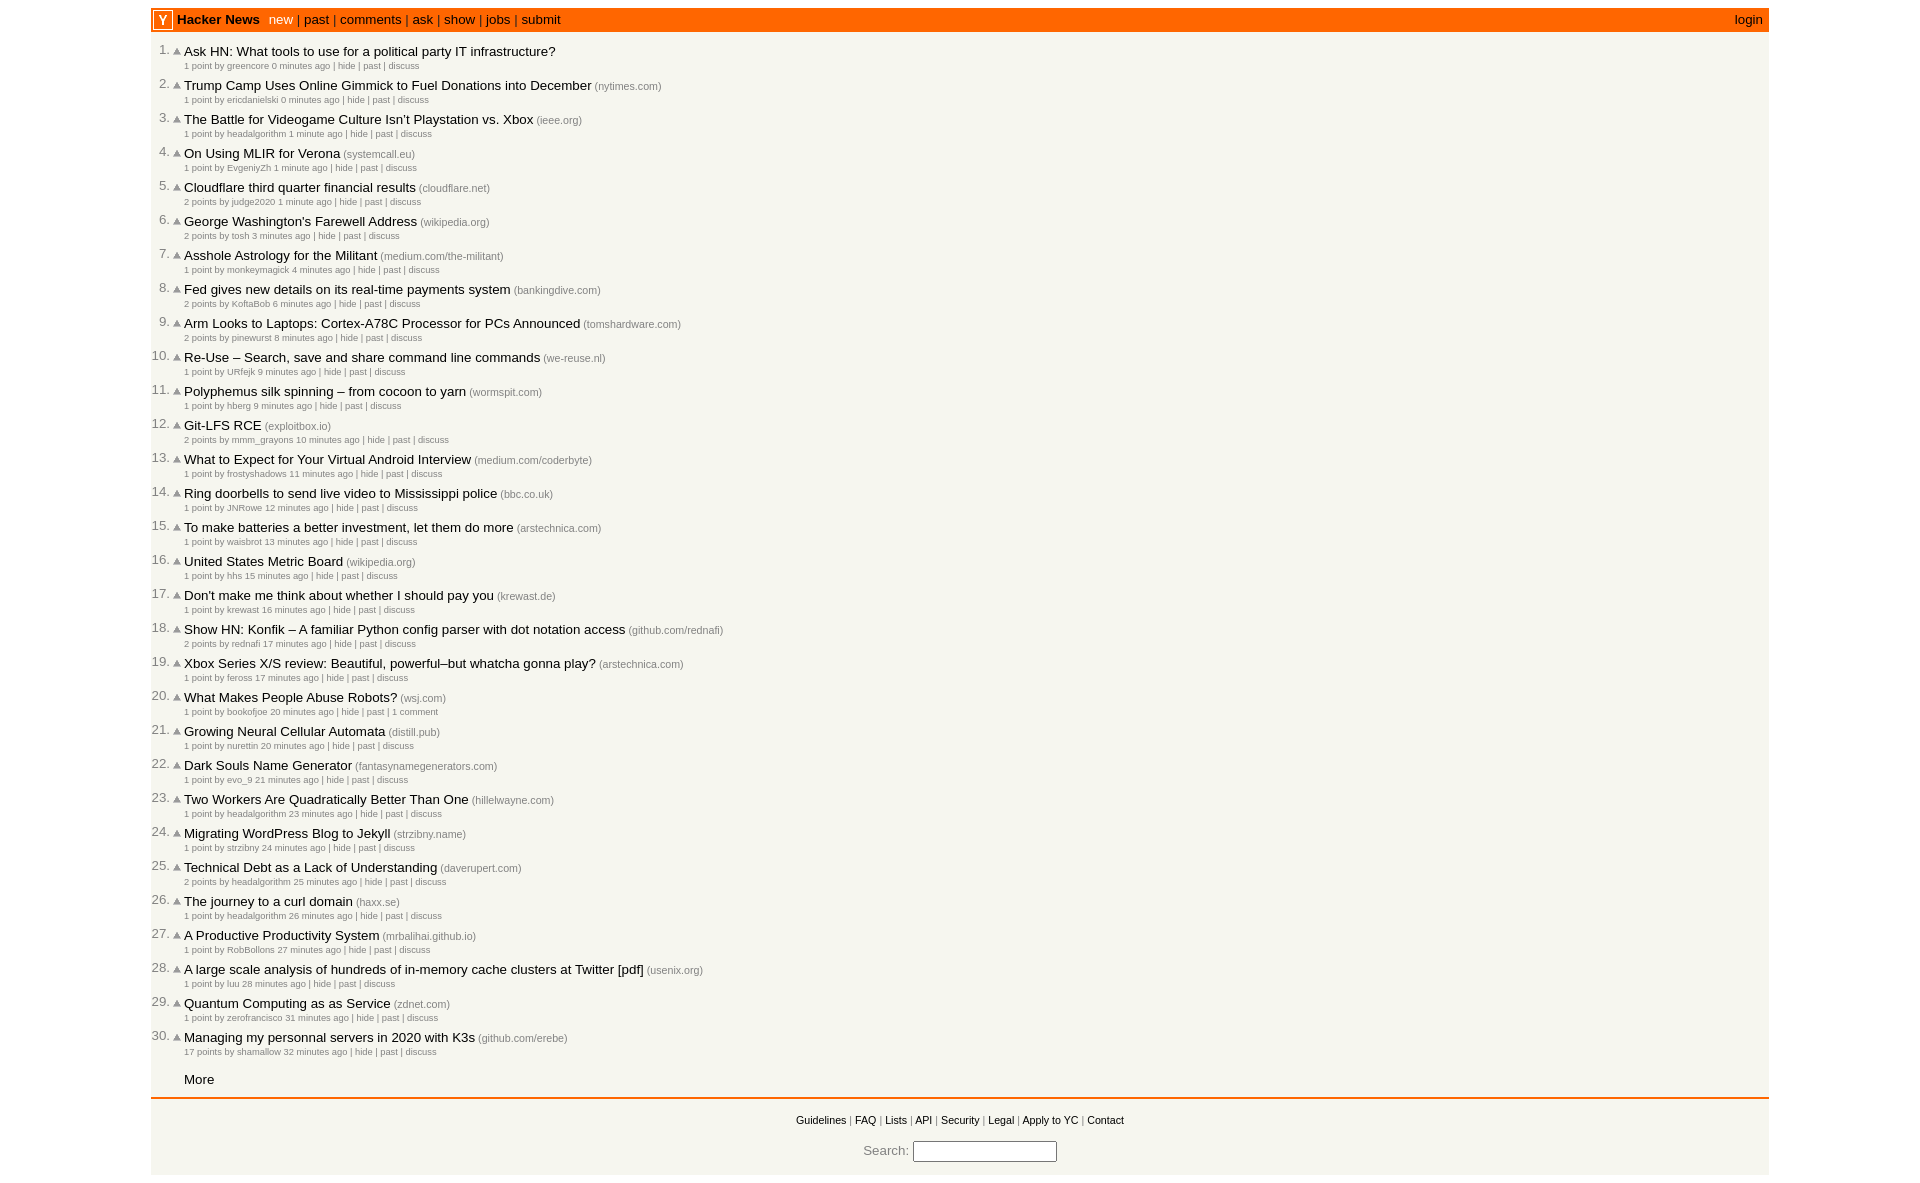 Y Hacker News new | past | comments | ask | show | jobs | submit login
1. Ask HN: What tools to use for a political party IT infrastructure?
1 point by greencore 0 minutes ago | hide | past | discuss
2. Trump Camp Uses Online Gimmick to Fuel Donations into December (nytimes.com)
1 point by ericdanielski 0 minutes ago | hide | past | discuss
3. The Battle for Videogame Culture Isn't Playstation vs. Xbox (ieee.org)
1 point by headalgorithm 1 minute ago | hide | past | discuss
4. On Using MLIR for Verona (systemcall.eu)
1 point by EvgeniyZh 1 minute ago | hide | past | discuss
5. Cloudflare third quarter financial results (cloudflare.net)
2 points by judge2020 1 minute ago | hide | past | discuss
6. George Washington's Farewell Address (wikipedia.org)
2 points by tosh 3 minutes ago | hide | past | discuss
7. Asshole Astrology for the Militant (medium.com/the-militant)
1 point by monkeymagick 4 minutes ago | hide | past | discuss
8. Fed gives new details on its real-time payments system (bankingdive.com)
2 points by KoftaBob 6 minutes ago | hide | past | discuss
9. Arm Looks to Laptops: Cortex-A78C Processor for PCs Announced (tomshardware.com)
2 points by pinewurst 8 minutes ago | hide | past | discuss
10. Re-Use – Search, save and share command line commands (we-reuse.nl)
1 point by URfejk 9 minutes ago | hide | past | discuss
11. Polyphemus silk spinning – from cocoon to yarn (wormspit.com)
1 point by hberg 9 minutes ago | hide | past | discuss
12. Git-LFS RCE (exploitbox.io)
2 points by mmm_grayons 10 minutes ago | hide | past | discuss
13. What to Expect for Your Virtual Android Interview (medium.com/coderbyte)
1 point by frostyshadows 11 minutes ago | hide | past | discuss
14. Ring doorbells to send live video to Mississippi police (bbc.co.uk)
1 point by JNRowe 12 minutes ago | hide | past | discuss
15. To make batteries a better investment, let them do more (arstechnica.com)
1 point by waisbrot 13 minutes ago | hide | past | discuss
16. United States Metric Board (wikipedia.org)
1 point by hhs 15 minutes ago | hide | past | discuss
17. Don't make me think about whether I should pay you (krewast.de)
1 point by krewast 16 minutes ago | hide | past | discuss
18. Show HN: Konfik – A familiar Python config parser with dot notation access (github.com/rednafi)
2 points by rednafi 17 minutes ago | hide | past | discuss
19. Xbox Series X/S review: Beautiful, powerful–but whatcha gonna play? (arstechnica.com)
1 point by feross 17 minutes ago | hide | past | discuss
20. What Makes People Abuse Robots? (wsj.com)
1 point by bookofjoe 20 minutes ago | hide | past | 1 comment
21. Growing Neural Cellular Automata (distill.pub)
1 point by nurettin 20 minutes ago | hide | past | discuss
22. Dark Souls Name Generator (fantasynamegenerators.com)
1 point by evo_9 21 minutes ago | hide | past | discuss
23. Two Workers Are Quadratically Better Than One (hillelwayne.com)
1 point by headalgorithm 23 minutes ago | hide | past | discuss
24. Migrating WordPress Blog to Jekyll (strzibny.name)
1 point by strzibny 24 minutes ago | hide | past | discuss
25. Technical Debt as a Lack of Understanding (daverupert.com)
2 points by headalgorithm 25 minutes ago | hide | past | discuss
26. The journey to a curl domain (haxx.se)
1 point by headalgorithm 26 minutes ago | hide | past | discuss
27. A Productive Productivity System (mrbalihai.github.io)
1 point by RobBollons 27 minutes ago | hide | past | discuss
28. A large scale analysis of hundreds of in-memory cache clusters at Twitter [pdf] (usenix.org)
1 point by luu 28 minutes ago | hide | past | discuss
29. Quantum Computing as as Service (zdnet.com)
1 point by zerofrancisco 31 minutes ago | hide | past | discuss
30. Managing my personnal servers in 2020 with K3s (github.com/erebe)
17 points by shamallow 32 minutes ago | hide | past | discuss
More
Guidelines | FAQ | Lists | API | Security | Legal | Apply to YC | Contact
Search: